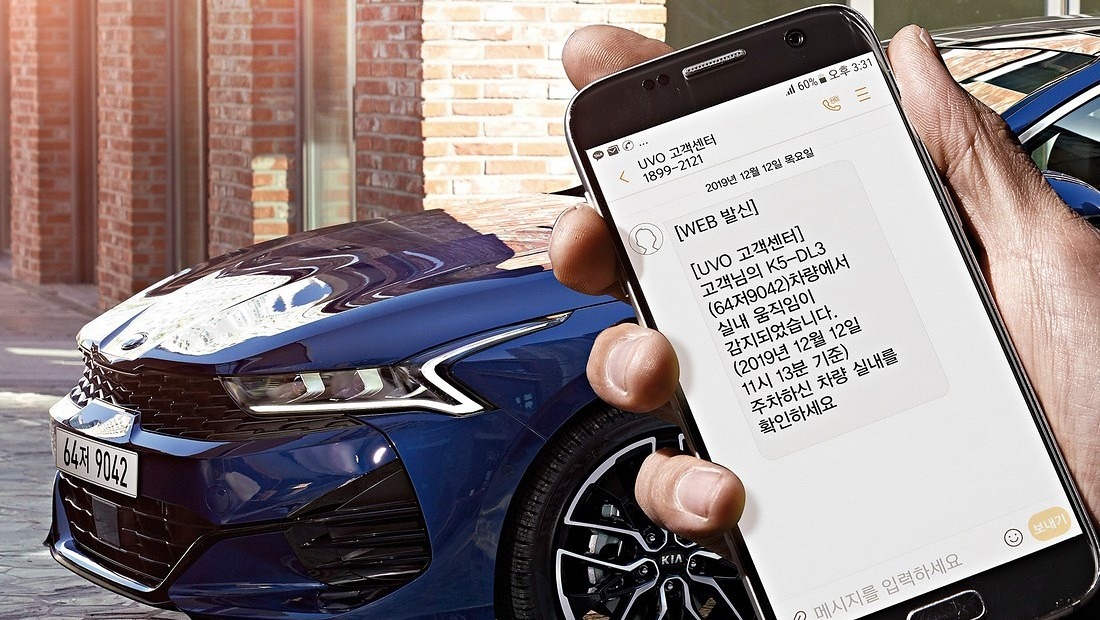 60% 오후 3:31
UVO 고객센터
1899-2121
2019년 12월 12일 목요일
[WEB 발신]
[UVO 고객센터]
고객님의 K5-DL3
(64저9042)차량에서
실내 움직임이
감지되었습니다.
(2019년 12월 12일
11시 13분 기준)
주차하신 차량 실내를
확인하세요
보내기
메시지를 입력하세요
64저 9042
KIA